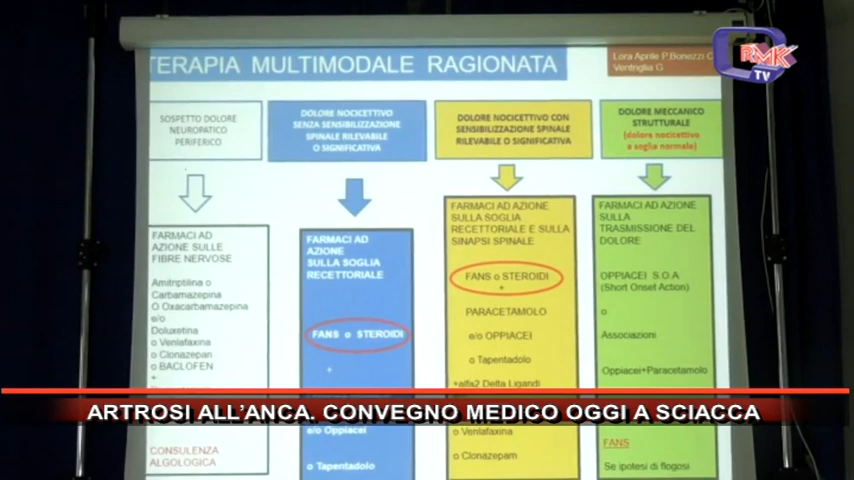 TERAPIA MULTIMODALE RAGIONATA
Lora Aprile P.Bonezzi C
Ventriglia G
RMK
TV
SOSPETTO DOLORE
NEUROPATICO
PERIFERICO
DOLORE NOCICETTIVO
SENZA SENSIBILIZZAZIONE
SPINALE RILEVABILE
O SIGNIFICATIVA
DOLORE NOCICETTIVO CON
SENSIBILIZZAZIONE SPINALE
RILEVABILE O SIGNIFICATIVA
DOLORE MECCANICO
STRUTTURALE
(dolore nocicettivo
a soglia normale)
FARMACI AD
AZIONE SULLE
FIBRE NERVOSE
Amitriptilina o
Carbamazepina
O Oxacarbamazepina
e/o
Doluxetina
o Venlafaxina
o Clonazepan
o BACLOFEN
+
CONSULENZA
ALGOLOGICA
FARMACI AD
AZIONE
SULLA SOGLIA
RECETTORIALE
FANS o STEROIDI
+
e/o Oppiacei
o Tapentadolo
FARMACI AD AZIONE
SULLA SOGLIA
RECETTORIALE E SULLA
SINAPSI SPINALE
FANS o STEROIDI
+
PARACETAMOLO
e/o OPPIACEI
o Tapentadolo
+alfa2 Delta Ligandi
o Venlafaxina
o Clonazepam
FARMACI AD AZIONE
SULLA
TRASMISSIONE DEL
DOLORE
OPPIACEI S.O.A
(Short Onset Action)
o
Associazioni
Oppiacei+Paracetamolo
FANS
Se ipotesi di flogosi
ARTROSI ALL'ANCA. CONVEGNO MEDICO OGGI A SCIACCA